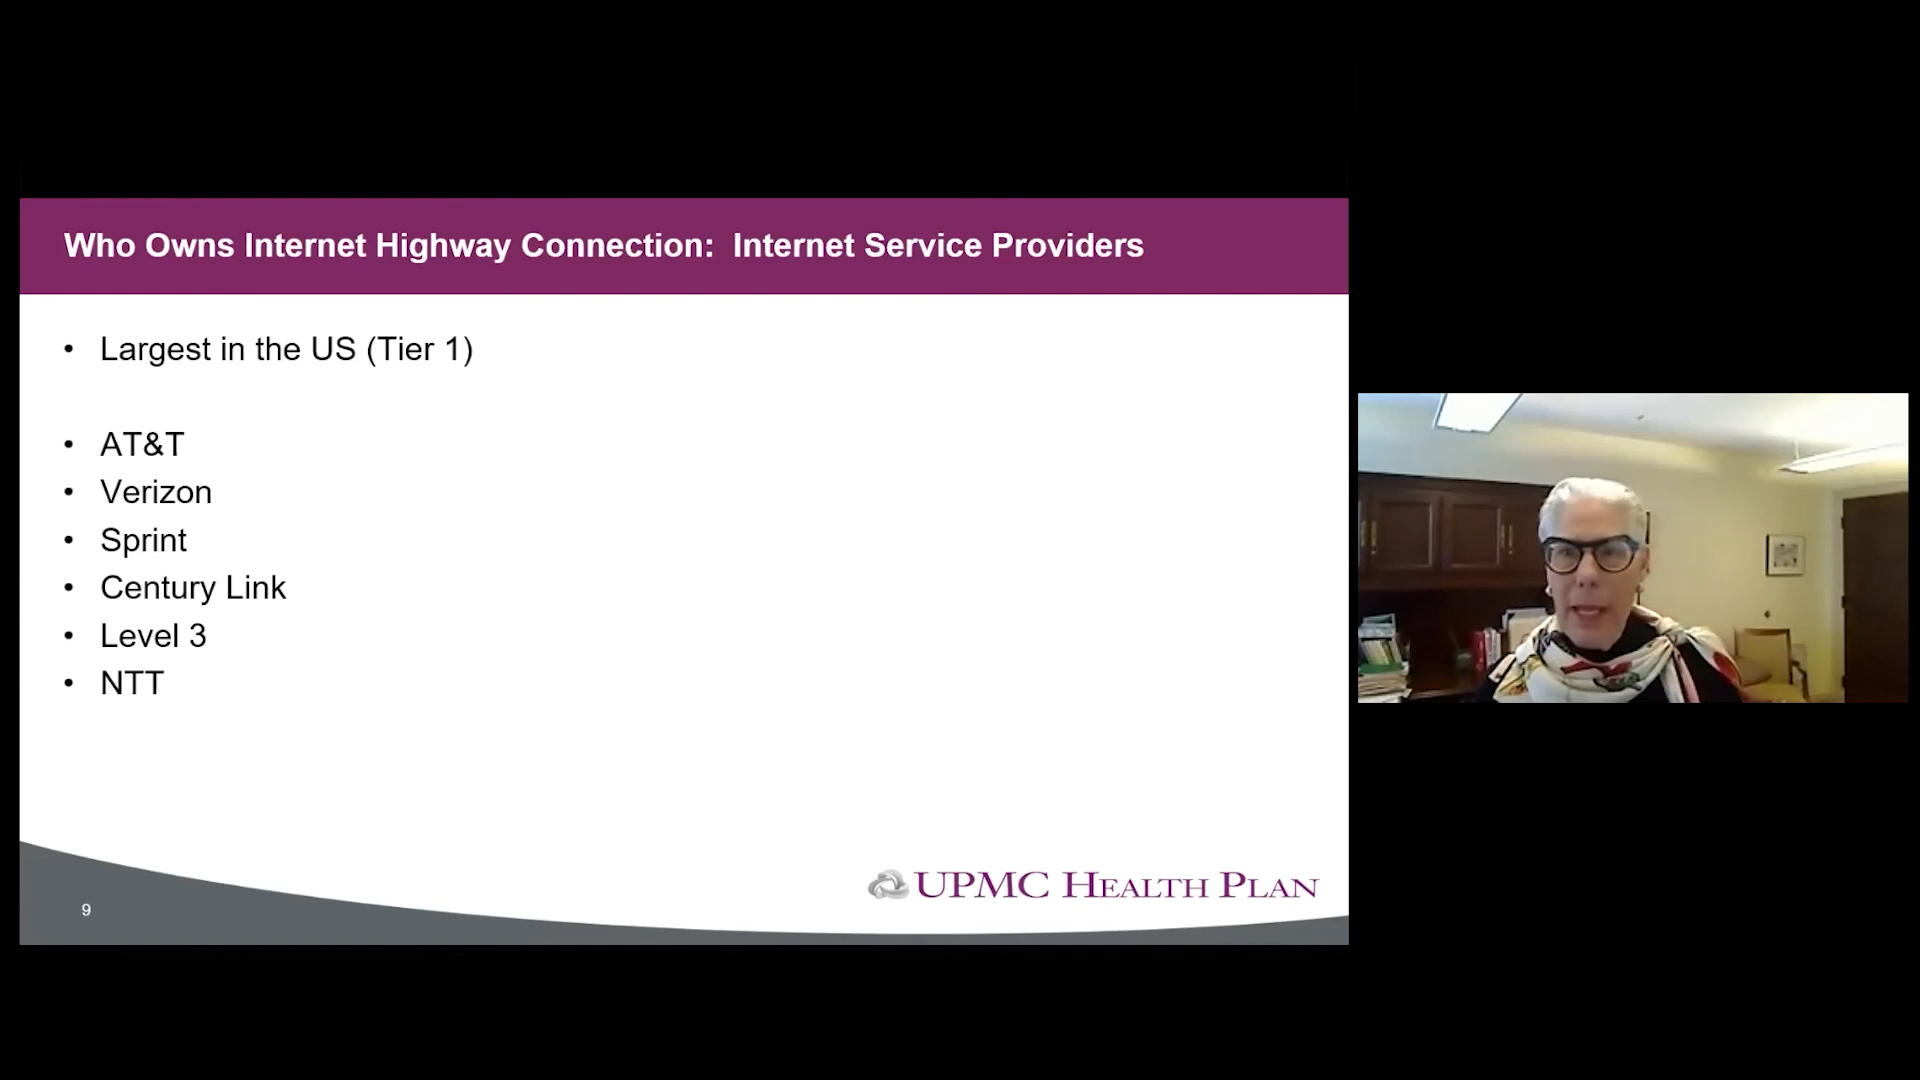 Who Owns Internet Highway Connection:  Internet Service Providers
• Largest in the US (Tier 1)
• AT&T
• Verizon
• Sprint
• Century Link
• Level 3
• NTT
UPMC HEALTH PLAN
9